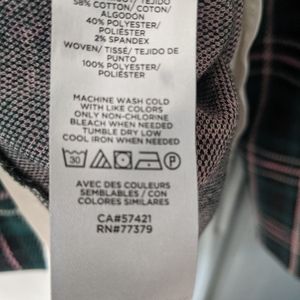 58% COTTON/ COTON/
ALGODÓN
40% POLYESTER/
POLIÉSTER
2% SPANDEX
WOVEN/ TISSÉ/ TEJIDO DE
PUNTO
100% POLYESTER/
POLIÉSTER
MACHINE WASH COLD
WITH LIKE COLORS
ONLY NON-CHLORINE
BLEACH WHEN NEEDED
TUMBLE DRY LOW
COOL IRON WHEN NEEDED
30 P
AVEC DES COULEURS
SEMBLABLES / CON
COLORES SIMILARES
CA#57421
RN#77379